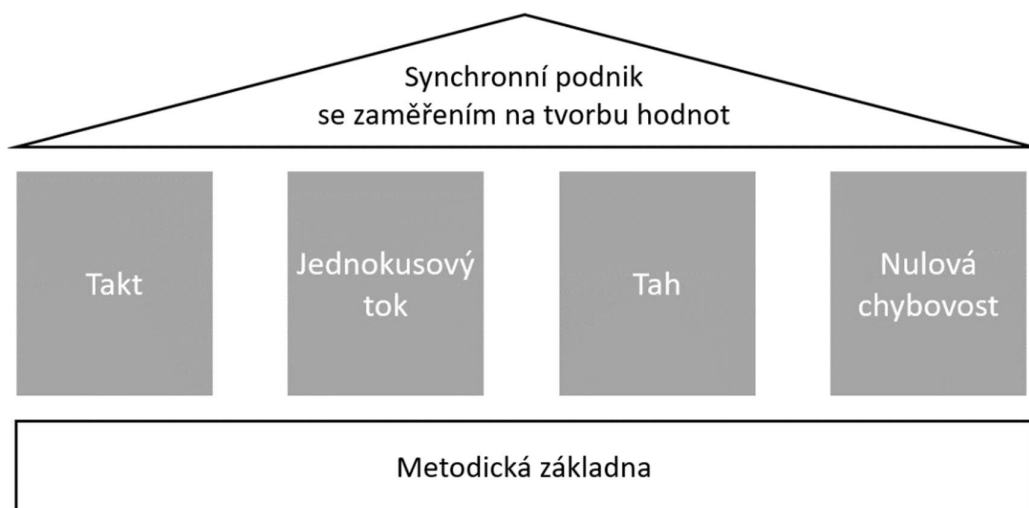 Synchronní podnik
se zaměřením na tvorbu hodnot
Takt
Jednokusový
tok
Tah
Nulová
chybovost
Metodická základna